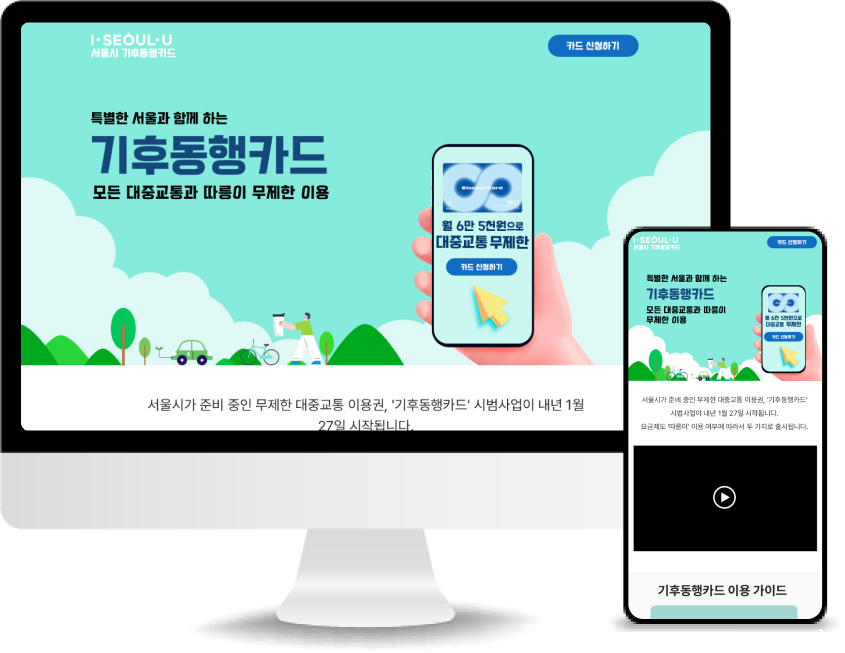 I·SEOUL·U
서울시 기후동행카드
카드 신청하기
특별한 서울과 함께 하는
기후동행카드
모든 대중교통과 따릉이 무제한 이용
Climate Card
월 6만 5천원으로
대중교통 무제한
카드 신청하기
서울시가 준비 중인 무제한 대중교통 이용권, '기후동행카드' 시범사업이 내년 1월
27일 시작됩니다.
I·SEOUL·U
서울시 기후동행카드
카드 신청하기
특별한 서울과 함께 하는
기후동행카드
모든 대중교통과 따릉이
무제한 이용
월 6만 5천원으로
대중교통 무제한
카드 신청하기
서울시가 준비 중인 무제한 대중교통 이용권, '기후동행카드'
시범사업이 내년 1월 27일 시작됩니다.
요금제도 '따릉이' 이용 여부에 따라서 두 가지로 출시됩니다.
기후동행카드 이용 가이드